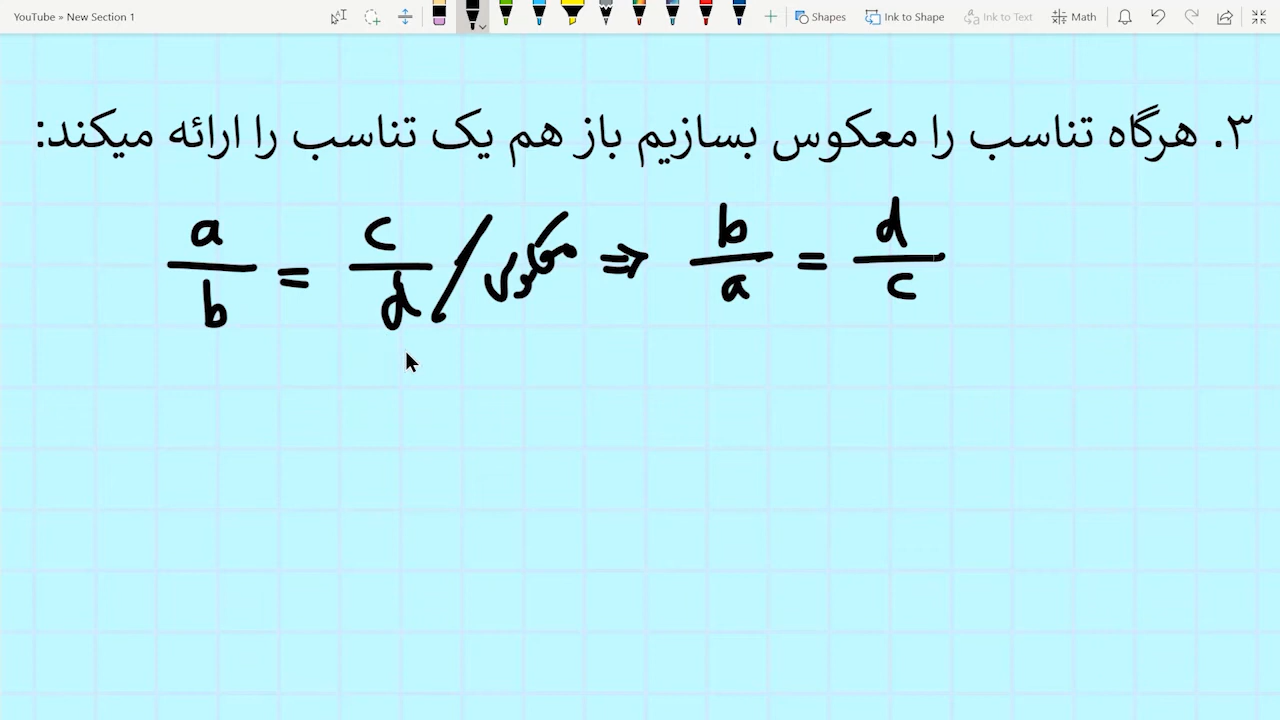 YouTube » New Section 1
Shapes Ink to Shape Ink to Text Math
۳. هرگاه تناسب را معکوس بسازیم باز هم یک تناسب را ارائه میکند:
a/b = c/d / معکوس ⇒ b/a = d/c